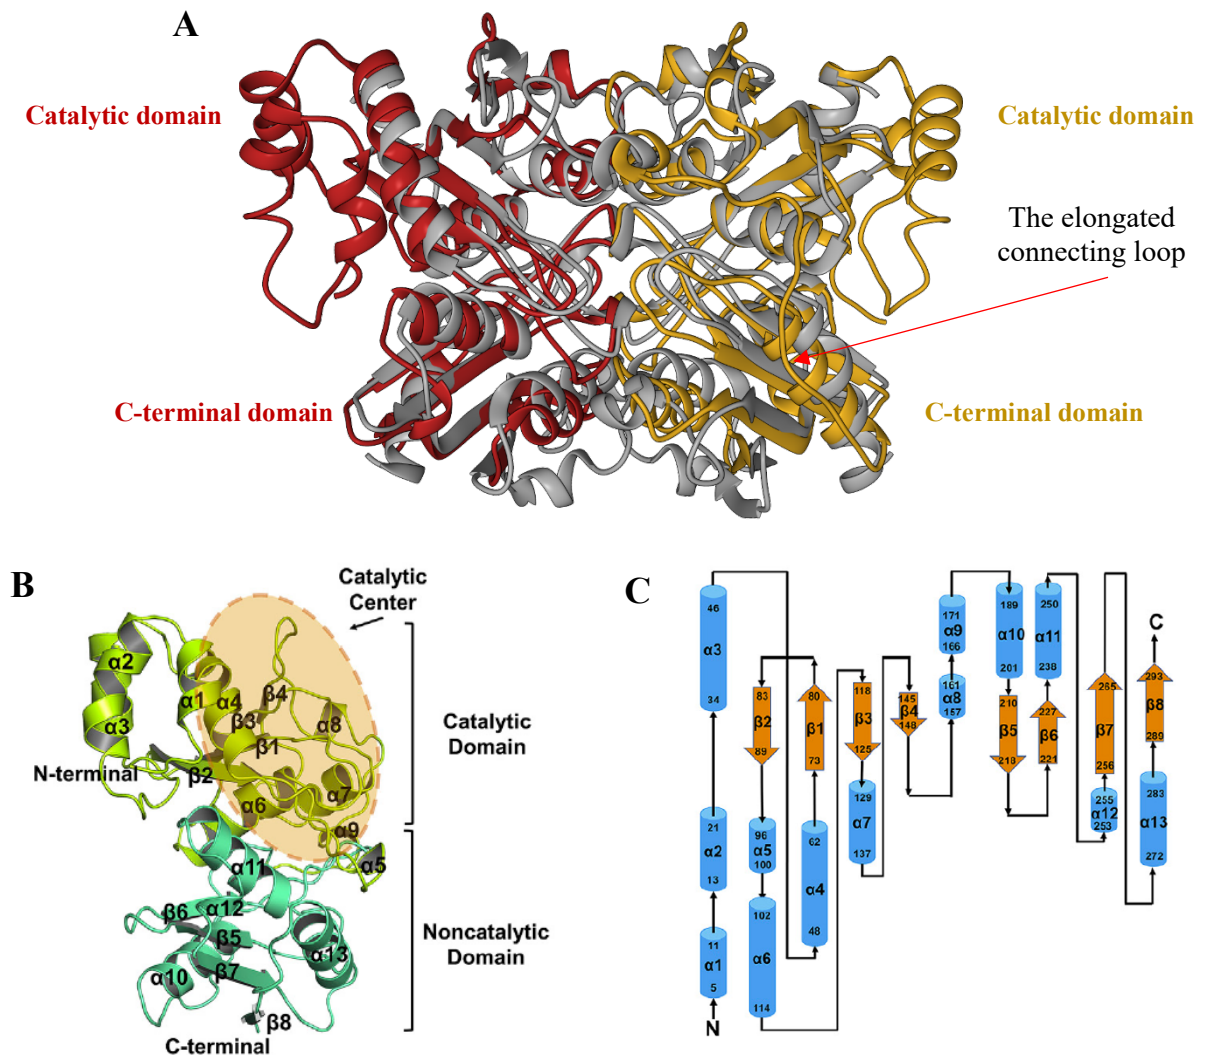 A
Catalytic domain
Catalytic domain
The elongated
connecting loop
C-terminal domain
C-terminal domain
B
Catalytic
Center
α2
α1
α4
β4
α3
β3
α8
β1
N-terminal
β2
α6
α7
α9
α5
α11
Catalytic
Domain
β6
α12
β5
α13
α10
β7
β8
C-terminal
Noncatalytic
Domain
C
46
α3
34
21
α2
13
11
α1
5
N
83
β2
89
96
α5
100
102
α6
114
80
β1
73
62
α4
48
118
β3
125
129
α7
137
145
β4
148
171
α9
166
161
α8
157
189
α10
201
210
β5
218
250
α11
238
227
β6
221
265
β7
256
255
α12
253
C
293
β8
289
283
α13
272